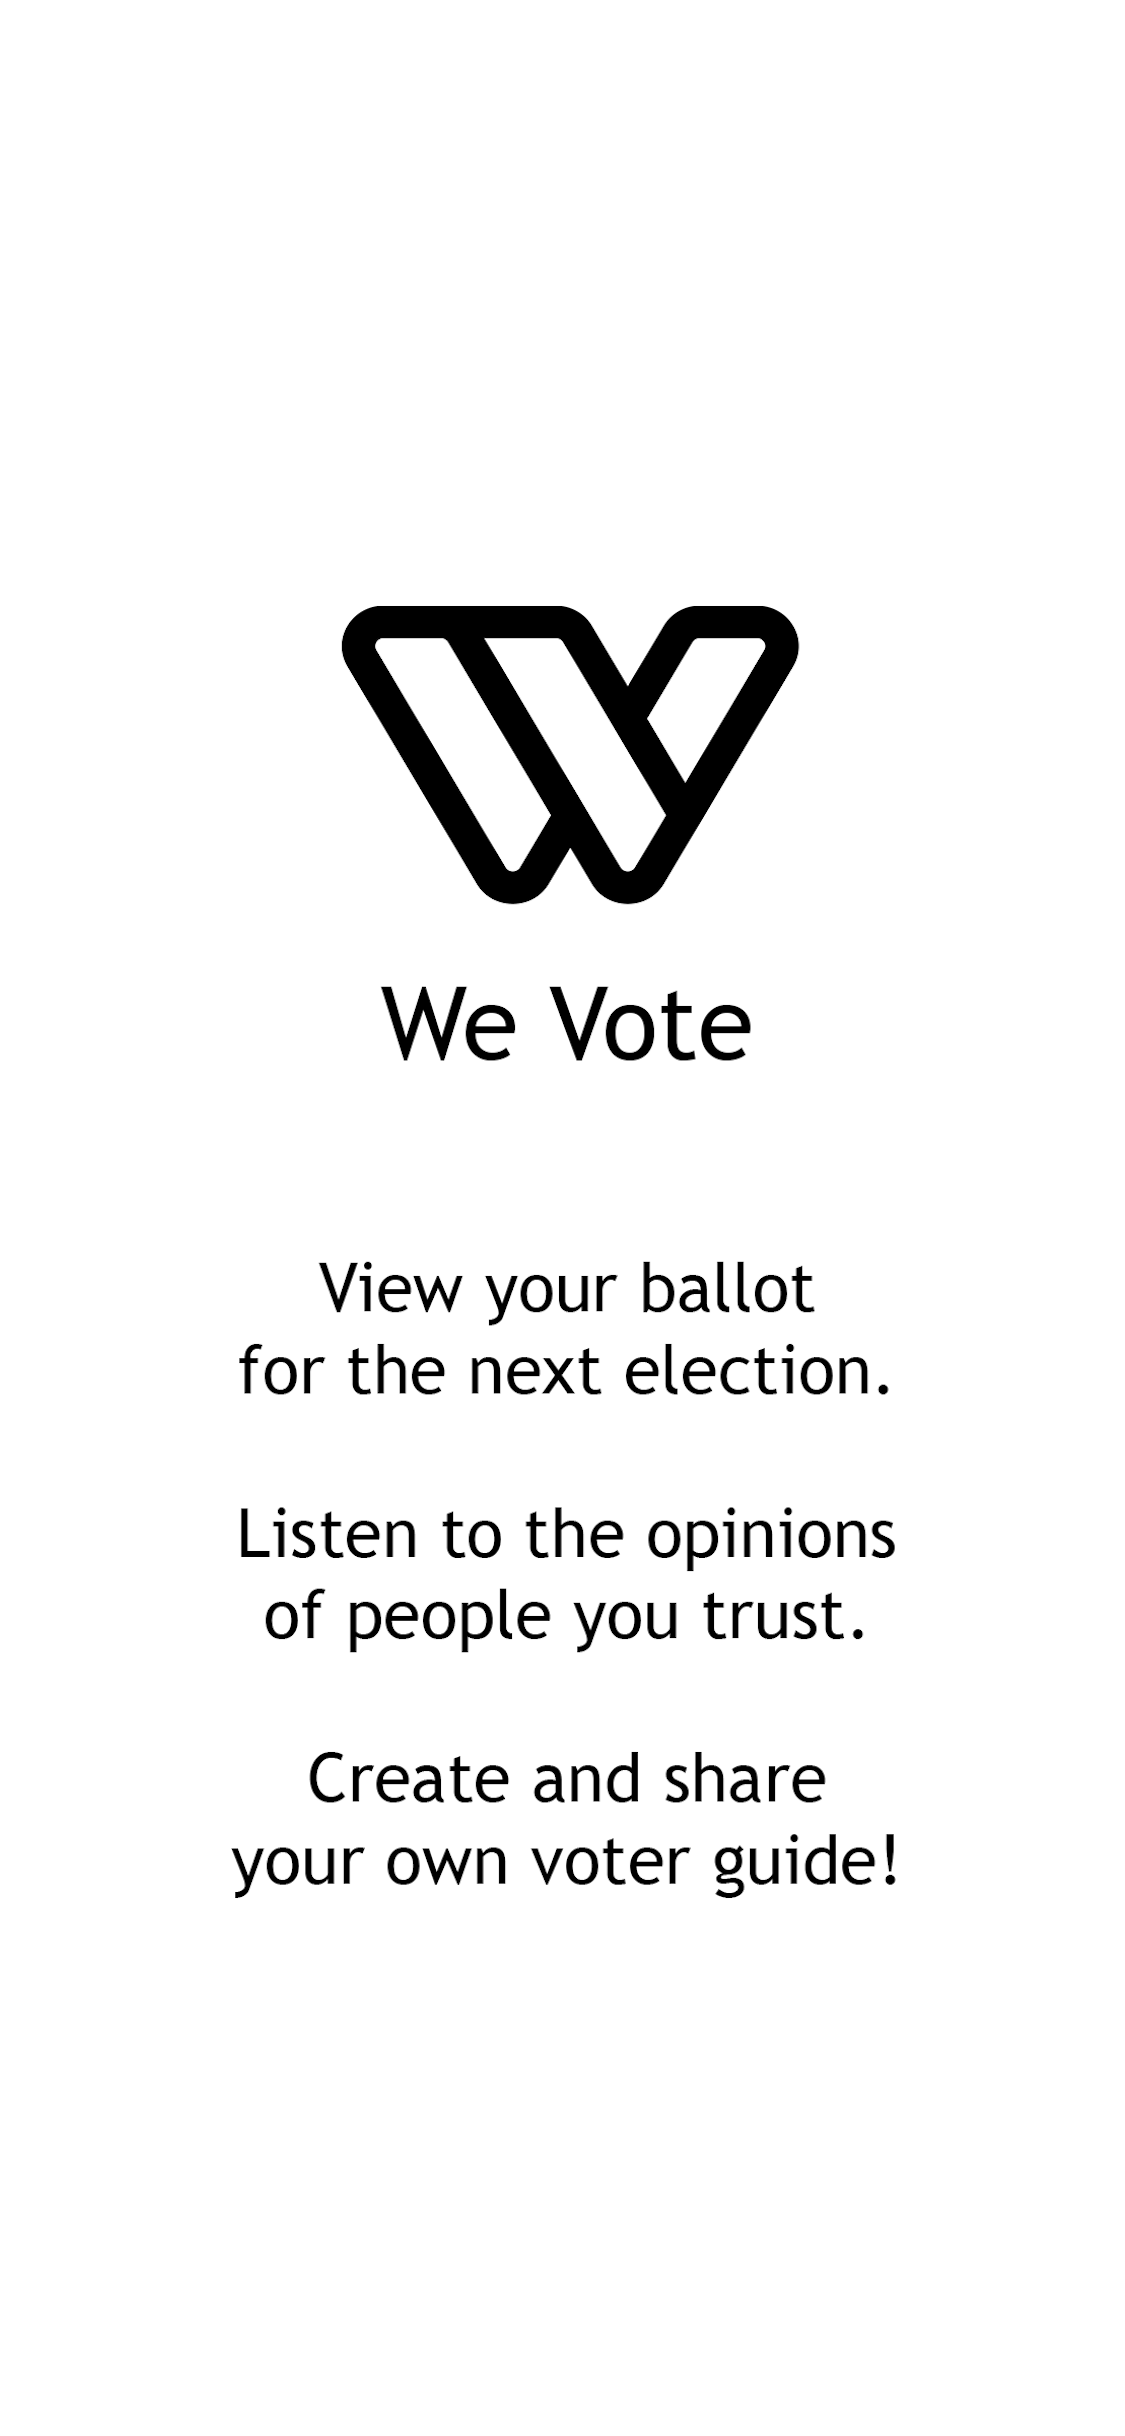 We Vote
View your ballot
for the next election.
Listen to the opinions
of people you trust.
Create and share
your own voter guide!